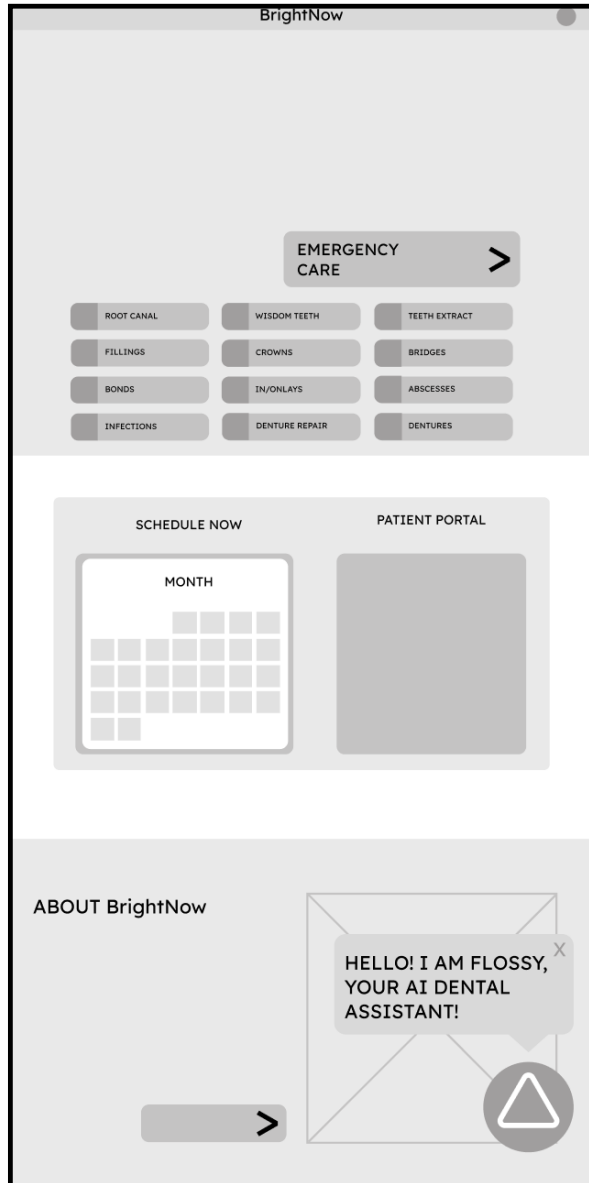 BrightNow
EMERGENCY
CARE
>
ROOT CANAL
WISDOM TEETH
TEETH EXTRACT
FILLINGS
CROWNS
BRIDGES
BONDS
IN/ONLAYS
ABSCESSES
INFECTIONS
DENTURE REPAIR
DENTURES
SCHEDULE NOW
PATIENT PORTAL
MONTH
ABOUT BrightNow
X
HELLO! I AM FLOSSY,
YOUR AI DENTAL
ASSISTANT!
>